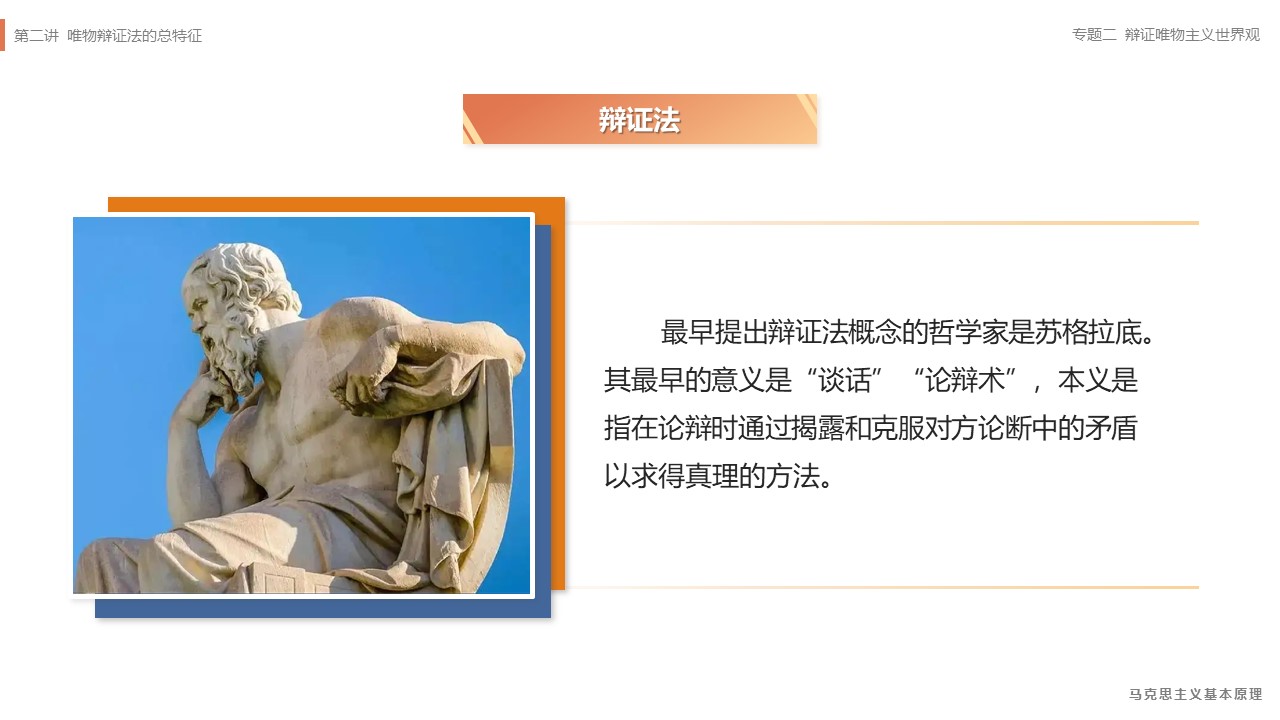 第二讲 唯物辩证法的总特征
专题二 辩证唯物主义世界观
辩证法
最早提出辩证法概念的哲学家是苏格拉底。
其最早的意义是“谈话”“论辩术”，本义是
指在论辩时通过揭露和克服对方论断中的矛盾
以求得真理的方法。
马克思主义基本原理